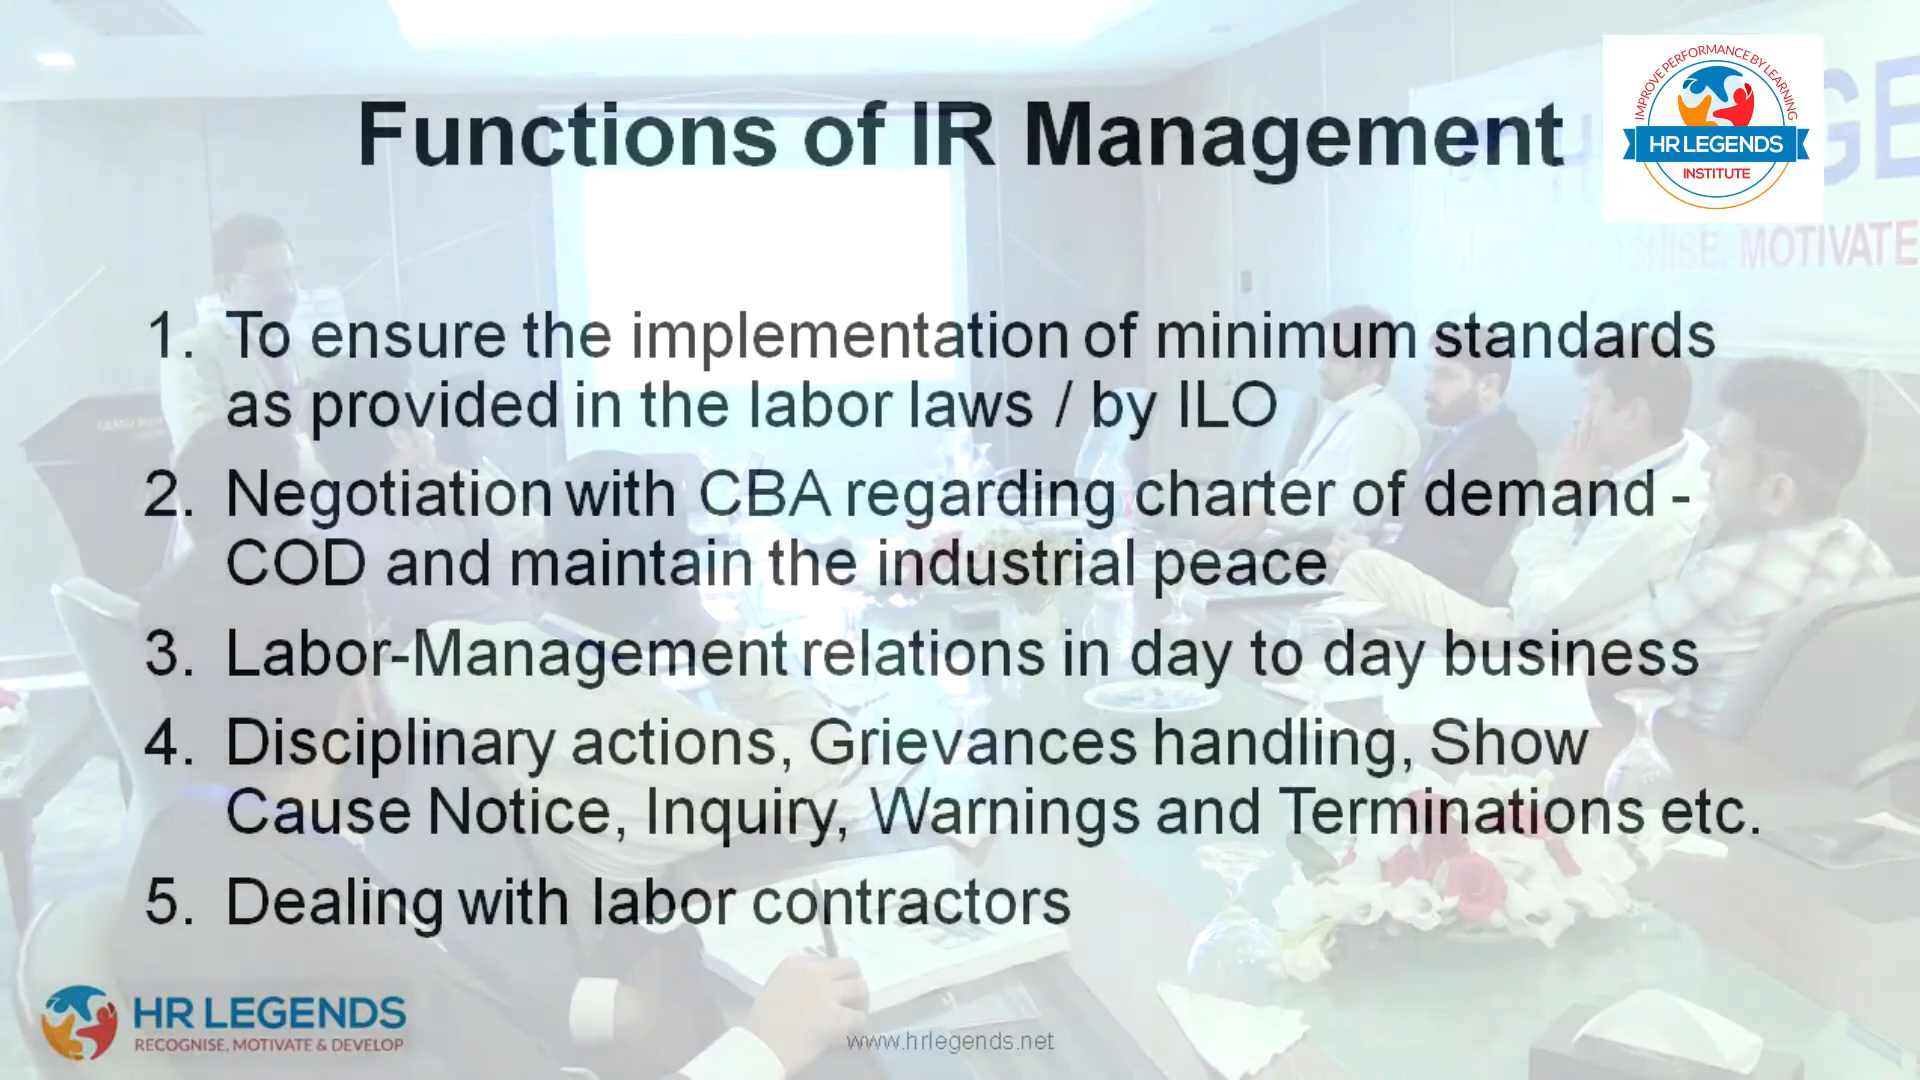 Functions of IR Management
IMPROVE PERFORMANCE BY LEARNING
HR LEGENDS
INSTITUTE
GE
RECOGNISE, MOTIVATE
1. To ensure the implementation of minimum standards
as provided in the labor laws / by ILO
2. Negotiation with CBA regarding charter of demand -
COD and maintain the industrial peace
3. Labor-Management relations in day to day business
4. Disciplinary actions, Grievances handling, Show
Cause Notice, Inquiry, Warnings and Terminations etc.
5. Dealing with labor contractors
HR LEGENDS
RECOGNISE, MOTIVATE & DEVELOP
www.hrlegends.net